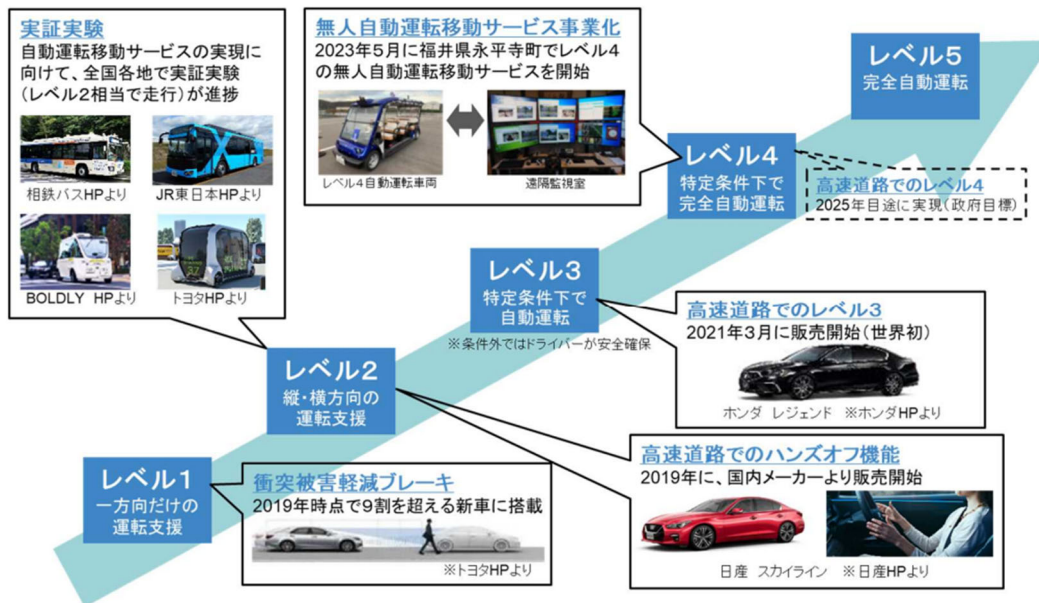 実証実験
自動運転移動サービスの実現に
向けて、全国各地で実証実験
(レベル2相当で走行)が進捗
相鉄バスHPより
JR東日本HPより
BOLDLY HPより
トヨタHPより
無人自動運転移動サービス事業化
2023年5月に福井県永平寺町でレベル4
の無人自動運転移動サービスを開始
レベル4自動運転車両
遠隔監視室
レベル5
完全自動運転
レベル4
特定条件下で
完全自動運転
高速道路でのレベル4
2025年目途に実現(政府目標)
レベル3
特定条件下で
自動運転
※条件外ではドライバーが安全確保
高速道路でのレベル3
2021年3月に販売開始(世界初)
ホンダ レジェンド ※ホンダHPより
レベル2
縦・横方向の
運転支援
高速道路でのハンズオフ機能
2019年に、国内メーカーより販売開始
日産 スカイライン ※日産HPより
レベル1
一方向だけの
運転支援
衝突被害軽減ブレーキ
2019年時点で9割を超える新車に搭載
※トヨタHPより